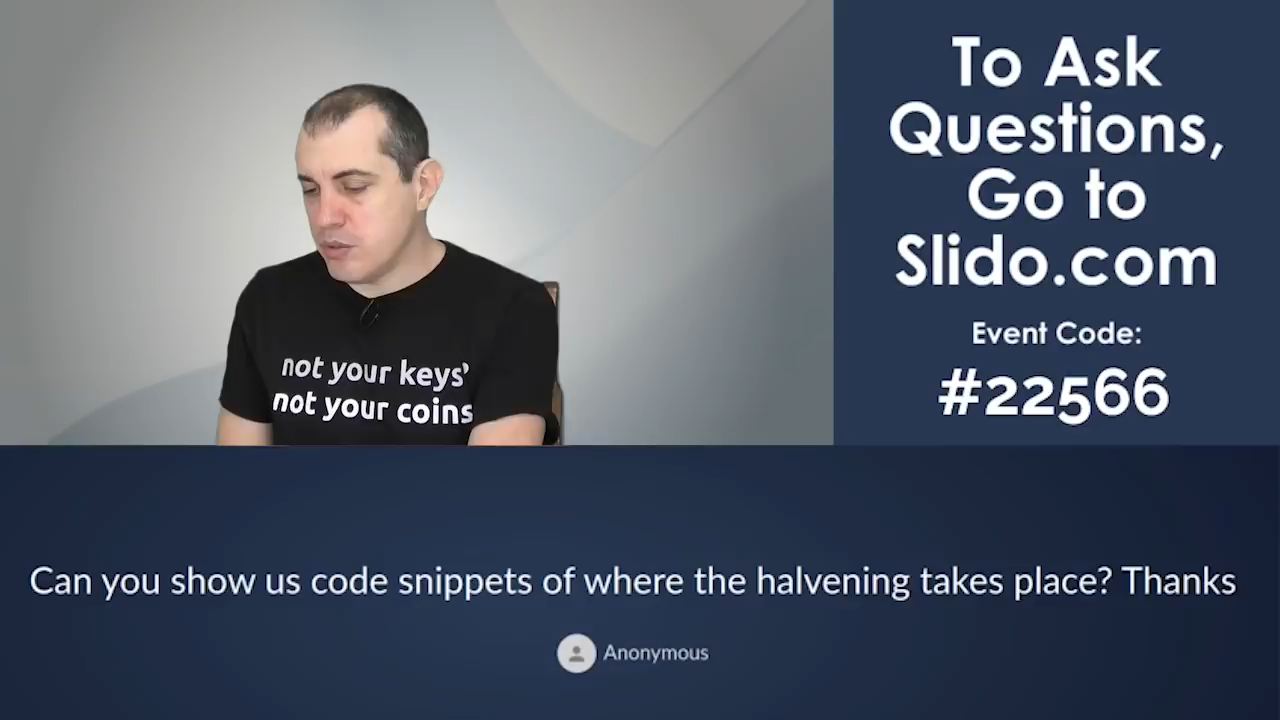 To Ask
Questions,
Go to
Slido.com
Event Code:
#22566
not your keys’
not your coins
Can you show us code snippets of where the halvening takes place? Thanks
Anonymous